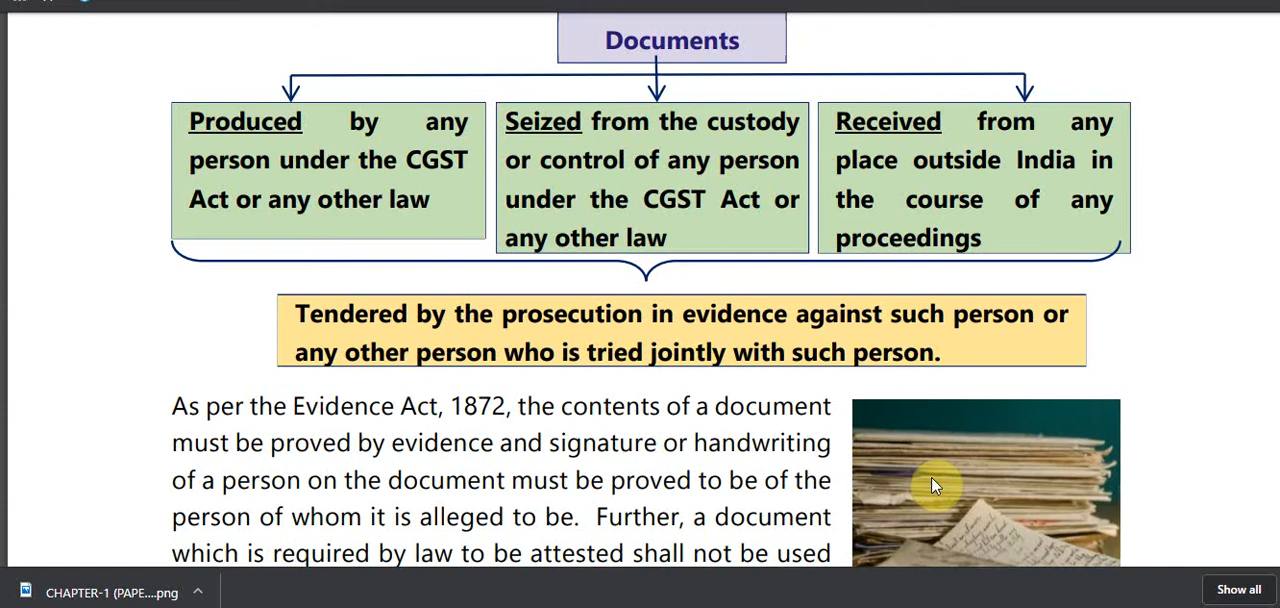 Documents
Produced by any
person under the CGST
Act or any other law
Seized from the custody
or control of any person
under the CGST Act or
any other law
Received from any
place outside India in
the course of any
proceedings
Tendered by the prosecution in evidence against such person or
any other person who is tried jointly with such person.
As per the Evidence Act, 1872, the contents of a document
must be proved by evidence and signature or handwriting
of a person on the document must be proved to be of the
person of whom it is alleged to be. Further, a document
which is required by law to be attested shall not be used
CHAPTER-1 (PAPE....png
Show all